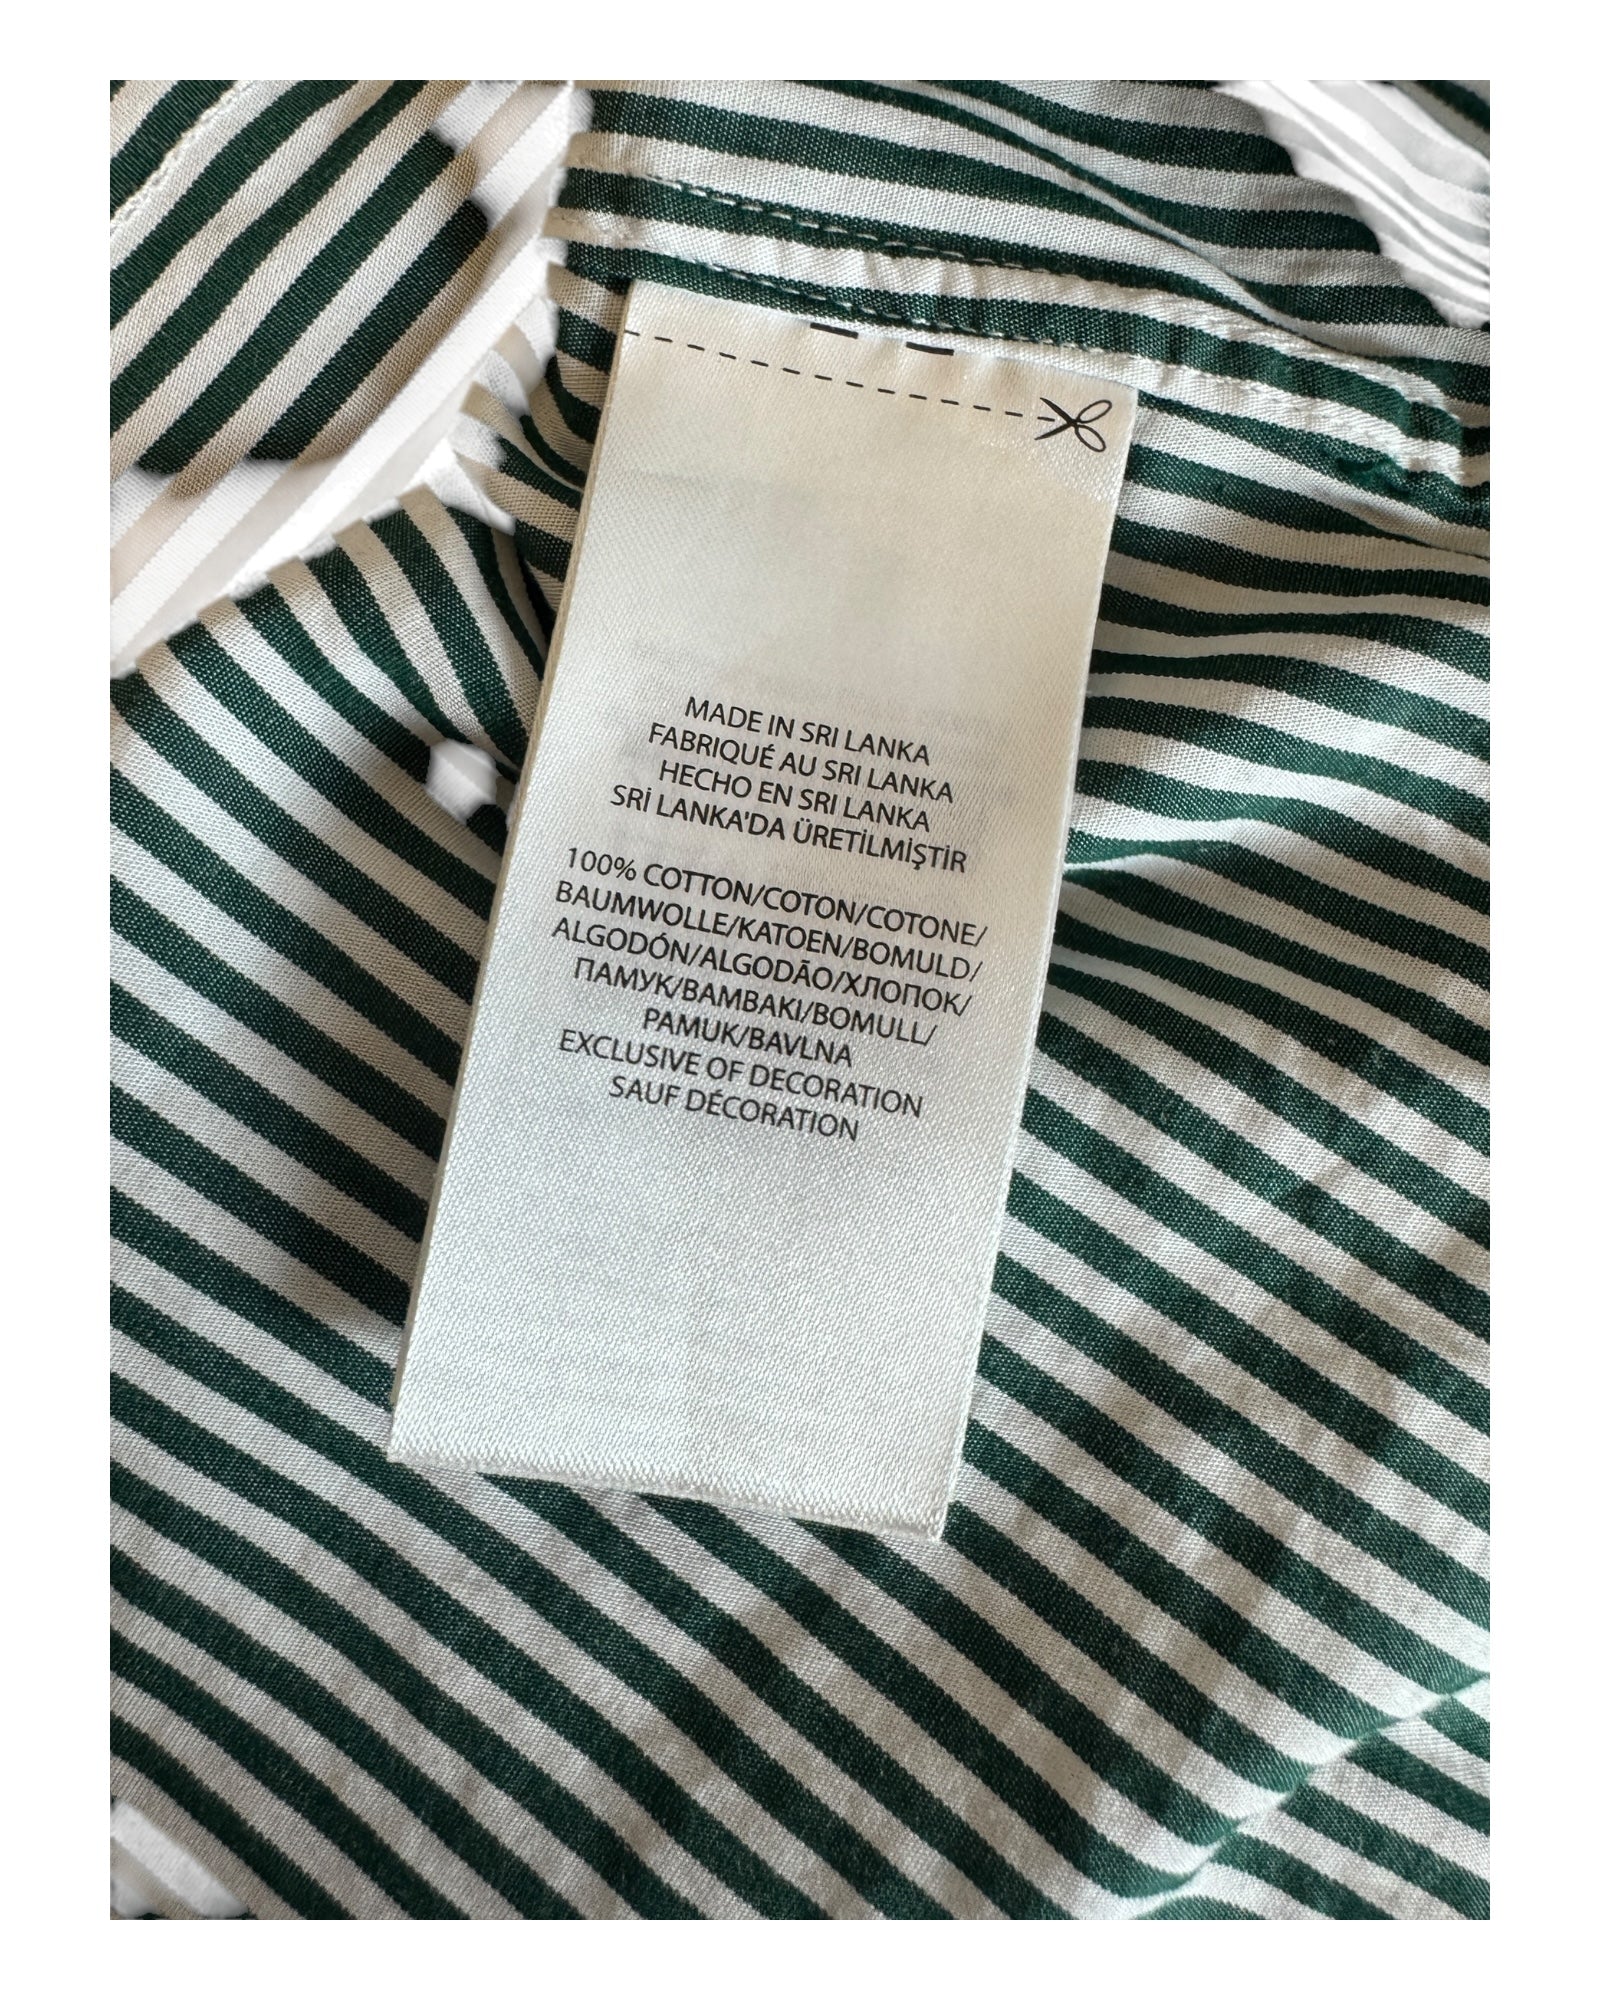 MADE IN SRI LANKA
FABRIQUÉ AU SRI LANKA
HECHO EN SRI LANKA
SRİ LANKA'DA ÜRETİLMİŞTİR
100% COTTON/COTON/COTONE/
BAUMWOLLE/KATOEN/BOMULD/
ALGODÓN/ALGODÃO/ХЛОПОК/
ПАМУК/BAMBAKI/BOMULL/
PAMUK/BAVLNA
EXCLUSIVE OF DECORATION
SAUF DÉCORATION